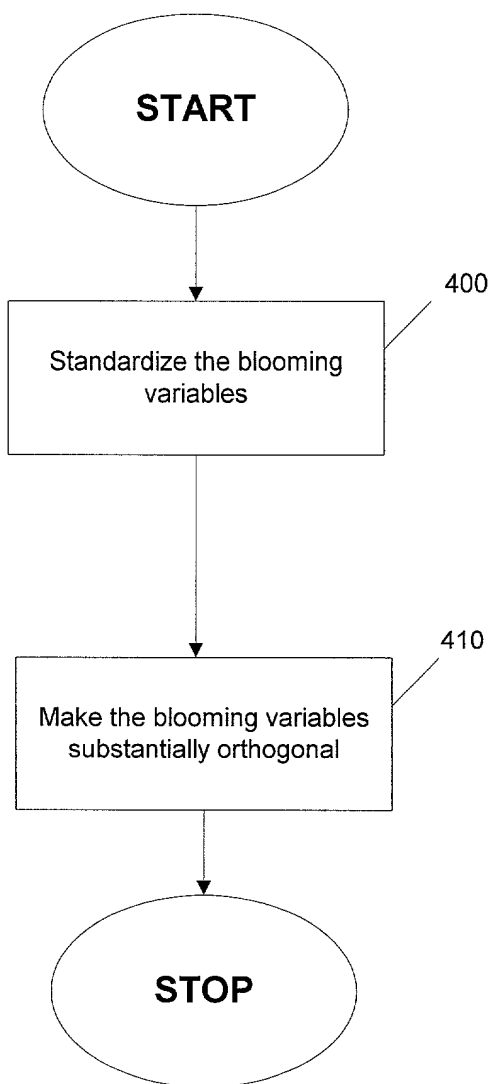 START
400
Standardize the blooming
variables
410
Make the blooming variables
substantially orthogonal
STOP